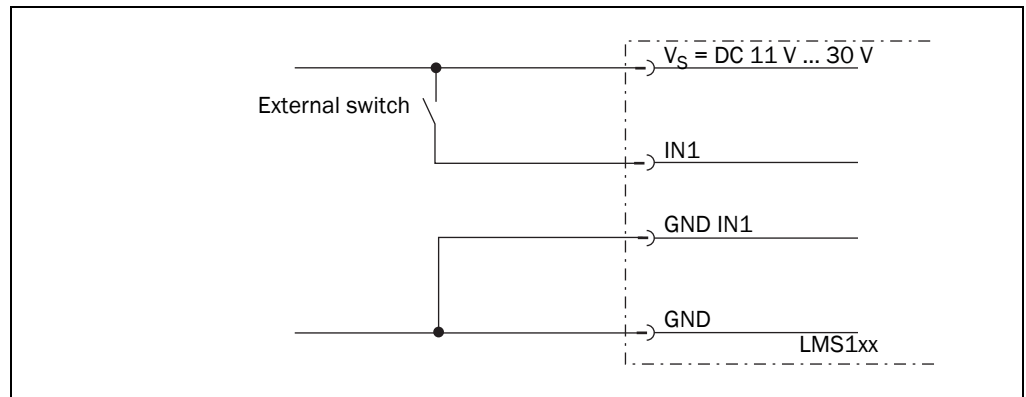 V_S = DC 11 V ... 30 V
External switch
IN1
GND IN1
GND
LMS1xx